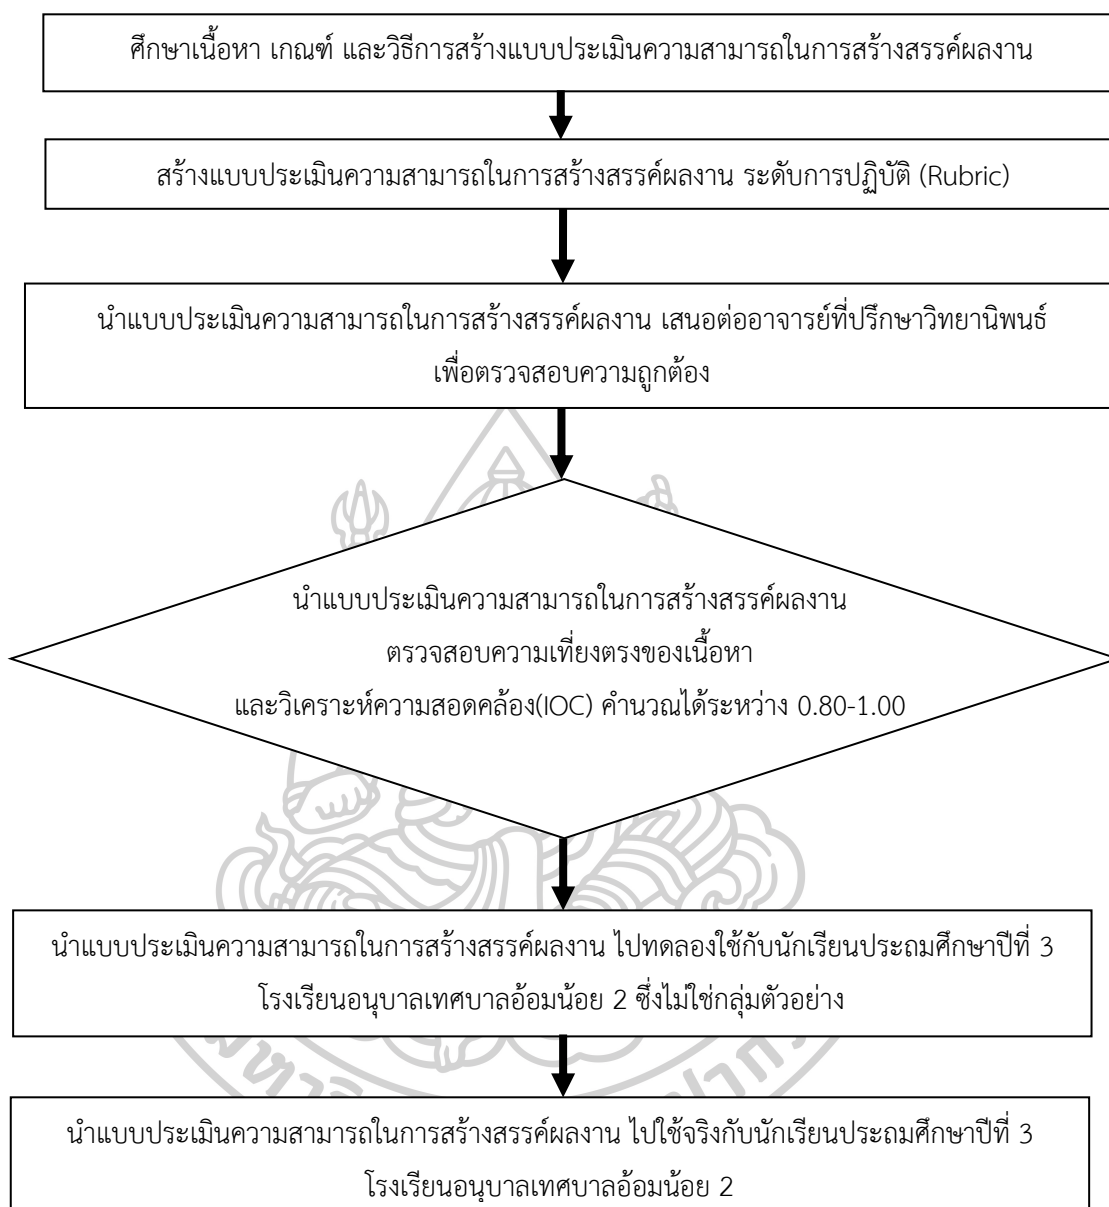 ศึกษาเนื้อหา เกณฑ์ และวิธีการสร้างแบบประเมินความสามารถในการสร้างสรรค์ผลงาน
สร้างแบบประเมินความสามารถในการสร้างสรรค์ผลงาน ระดับการปฏิบัติ (Rubric)
นำแบบประเมินความสามารถในการสร้างสรรค์ผลงาน เสนอต่ออาจารย์ที่ปรึกษาวิทยานิพนธ์
เพื่อตรวจสอบความถูกต้อง
นำแบบประเมินความสามารถในการสร้างสรรค์ผลงาน
ตรวจสอบความเที่ยงตรงของเนื้อหา
และวิเคราะห์ความสอดคล้อง(IOC) คำนวณได้ระหว่าง 0.80-1.00
นำแบบประเมินความสามารถในการสร้างสรรค์ผลงาน ไปทดลองใช้กับนักเรียนประถมศึกษาปีที่ 3
โรงเรียนอนุบาลเทศบาลอ้อมน้อย 2 ซึ่งไม่ใช่กลุ่มตัวอย่าง
นำแบบประเมินความสามารถในการสร้างสรรค์ผลงาน ไปใช้จริงกับนักเรียนประถมศึกษาปีที่ 3
โรงเรียนอนุบาลเทศบาลอ้อมน้อย 2